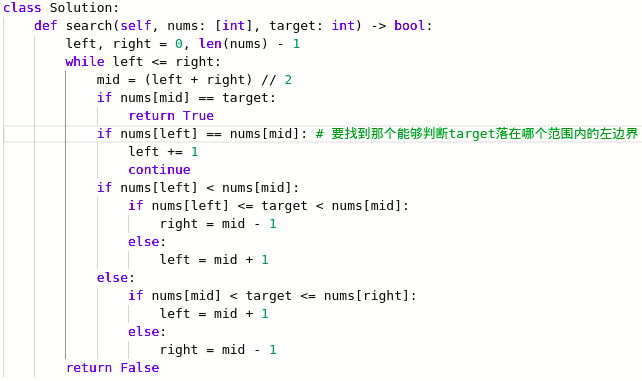 class Solution:
    def search(self, nums: [int], target: int) -> bool:
        left, right = 0, len(nums) - 1
        while left <= right:
            mid = (left + right) // 2
            if nums[mid] == target:
                return True
            if nums[left] == nums[mid]: # 要找到那个能够判断target落在哪个范围内的左边界
                left += 1
                continue
            if nums[left] < nums[mid]:
                if nums[left] <= target < nums[mid]:
                    right = mid - 1
                else:
                    left = mid + 1
            else:
                if nums[mid] < target <= nums[right]:
                    left = mid + 1
                else:
                    right = mid - 1
        return False